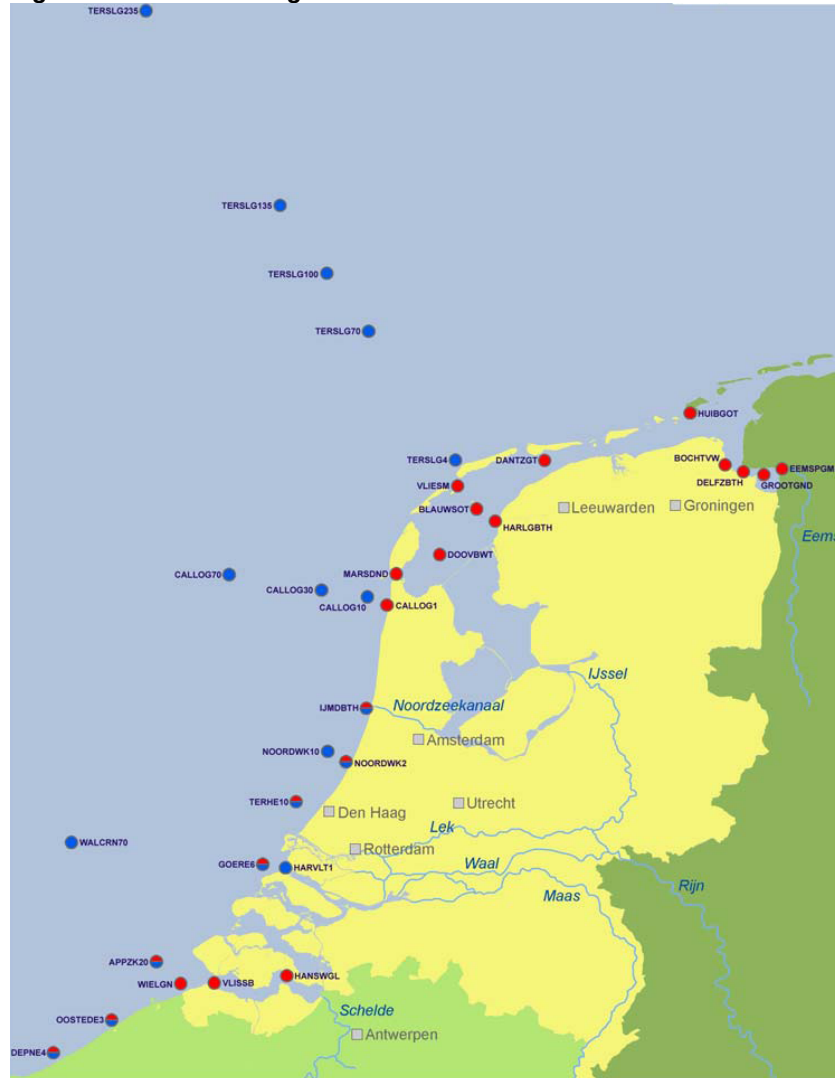 TERSLG235
TERSLG135
TERSLG100
TERSLG70
HUIBGOT
TERSLG4
DANTZGT
BOCHTVW
EEMSPGM
DELFZBTH
GROOTGND
VLIESM
BLAUWSOT
Leeuwarden
Groningen
HARLGBTH
Eems
DOOVBWT
CALLOG70
MARSDND
CALLOG30
CALLOG10
CALLOG1
IJssel
IJMDBTH
Noordzeekanaal
Amsterdam
NOORDWK10
NOORDWK2
TERHE10
Den Haag
Utrecht
Lek
WALCRN70
Rotterdam
GOERE6
HARVLT1
Waal
Maas
Rijn
APPZK20
WIELGN
VLISSB
HANSWGL
OOSTEDE3
Schelde
Antwerpen
DEPNE4